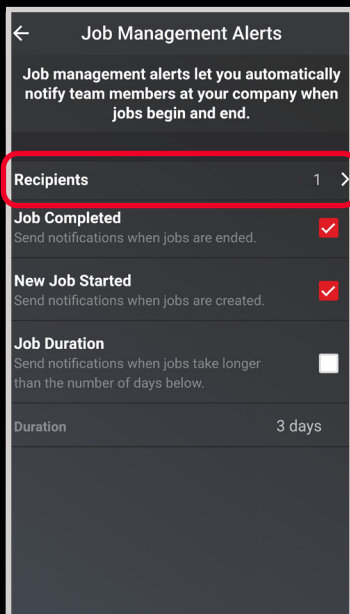 Job Management Alerts
Job management alerts let you automatically
notify team members at your company when
jobs begin and end.
Recipients 1
Job Completed
Send notifications when jobs are ended.
New Job Started
Send notifications when jobs are created.
Job Duration
Send notifications when jobs take longer
than the number of days below.
Duration 3 days